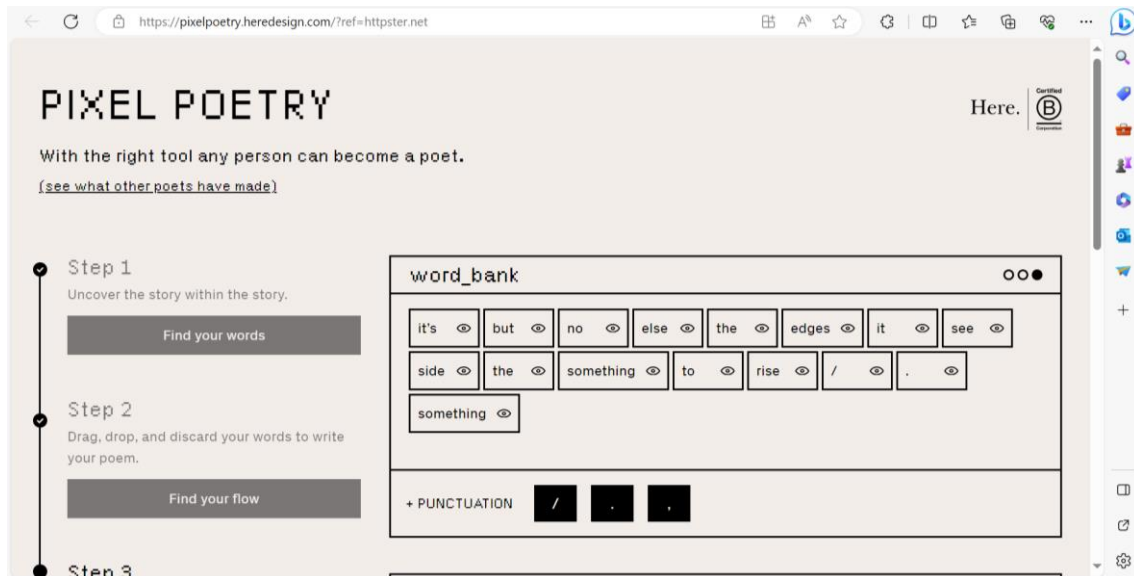 https://pixelpoetry.heredesign.com/?ref=httpster.net
PIXEL POETRY
Here.
Certified
B
Corporation
With the right tool any person can become a poet.
(see what other poets have made)
Step 1
Uncover the story within the story.
Find your words
Step 2
Drag, drop, and discard your words to write
your poem.
Find your flow
Step 3
word_bank
it's but no else the edges it see
side the something to rise / .
something
+ PUNCTUATION / . ,